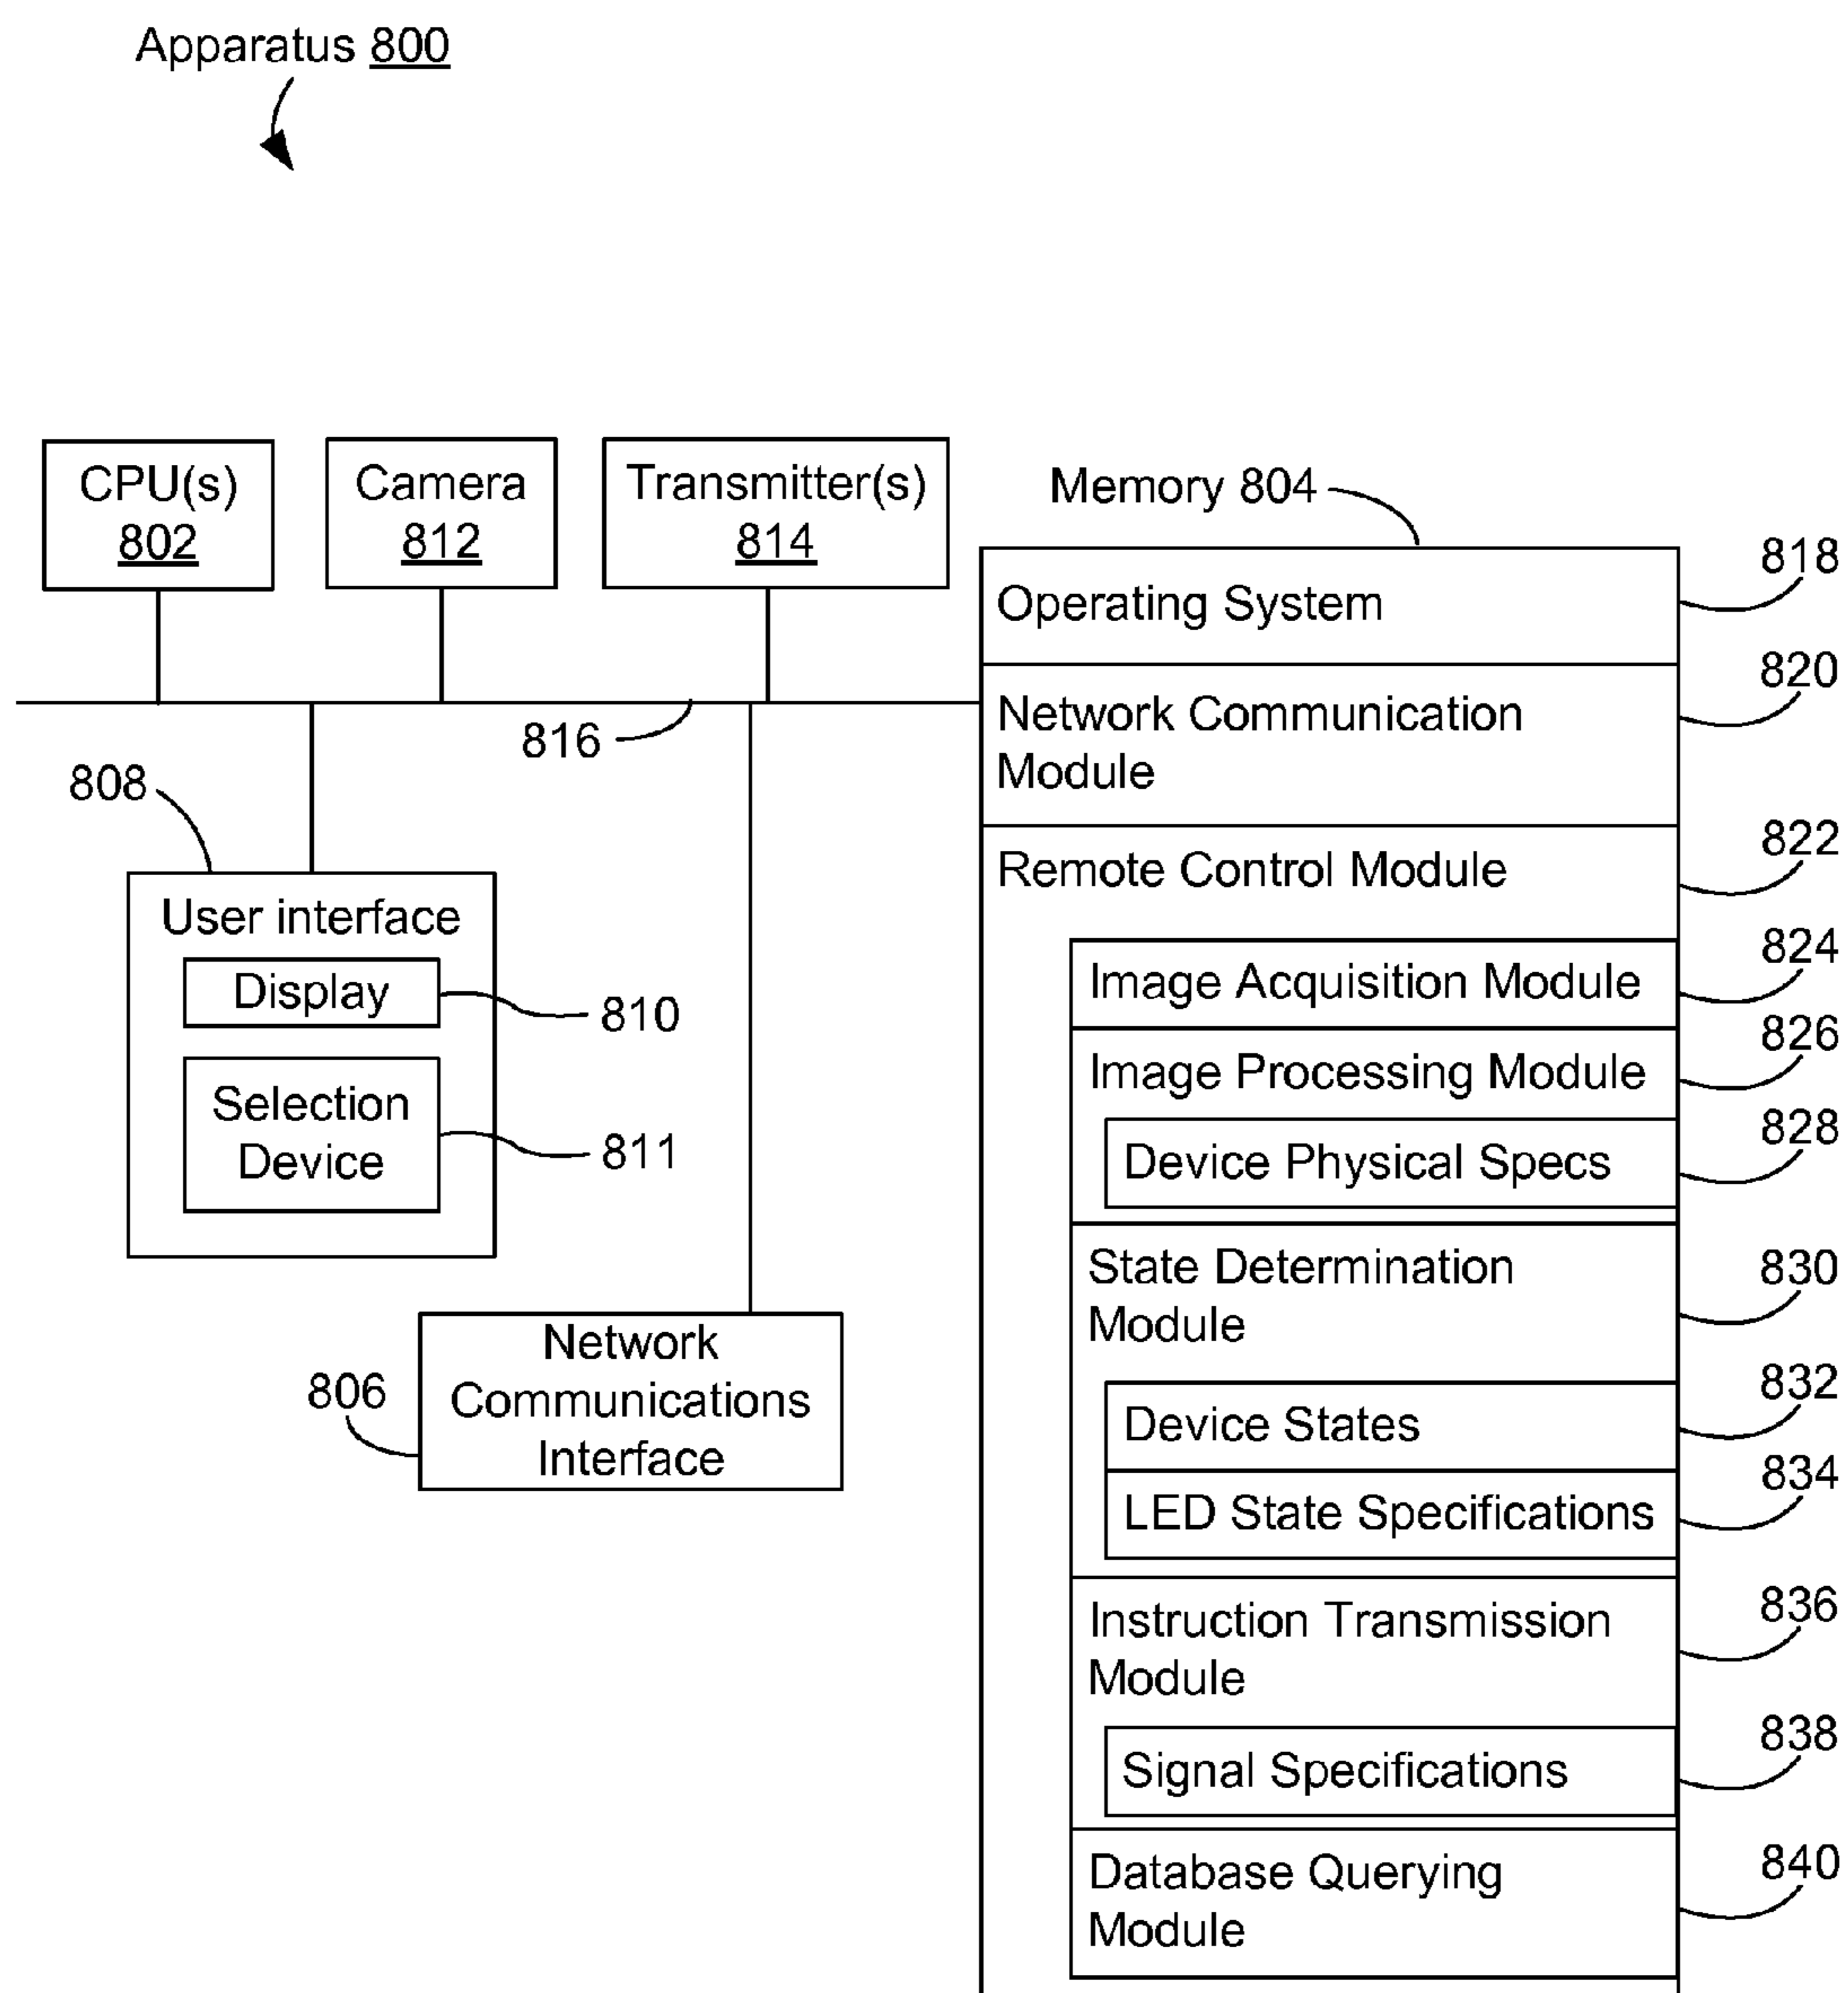 Apparatus 800
CPU(s)
802
Camera
812
Transmitter(s)
814
Memory 804
816
808
User interface
Display
810
Selection
Device
811
Network
Communications
Interface
806
Operating System
818
Network Communication
Module
820
Remote Control Module
822
Image Acquisition Module
824
Image Processing Module
826
Device Physical Specs
828
State Determination
Module
830
Device States
832
LED State Specifications
834
Instruction Transmission
Module
836
Signal Specifications
838
Database Querying
Module
840